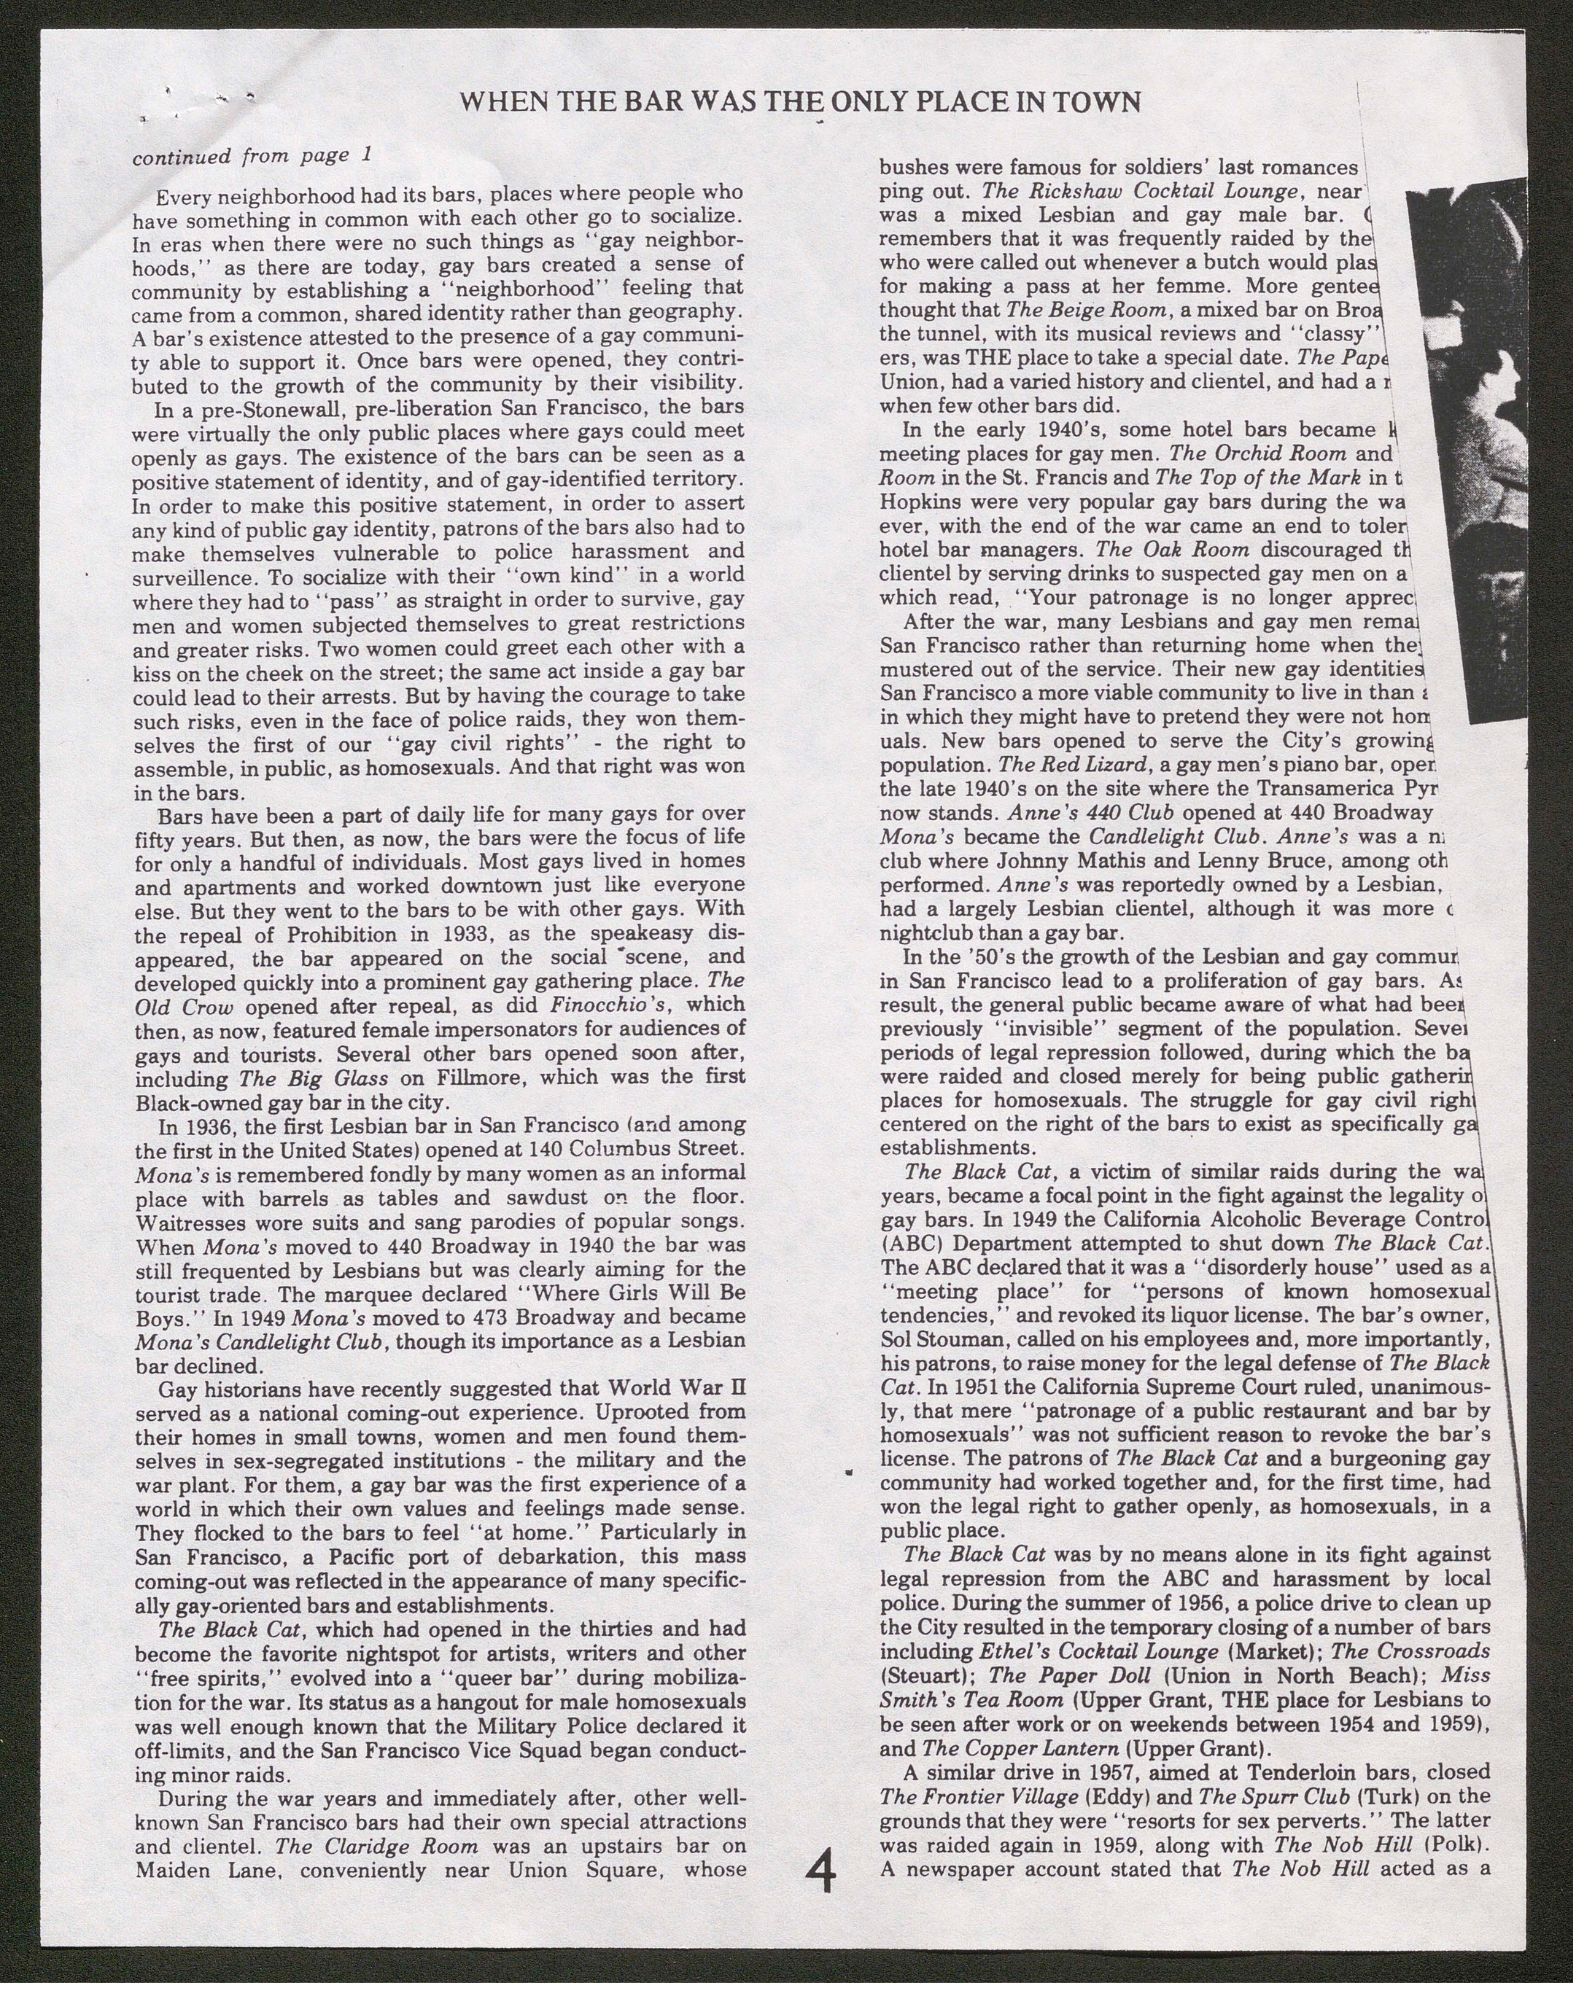 WHEN THE BAR WAS THE ONLY PLACE IN TOWN
continued from page 1
Every neighborhood had its bars, places where people who
have something in common with each other go to socialize.
In eras when there were no such things as "gay neighbor-
hoods," as there are today, gay bars created a sense of
community by establishing a "neighborhood" feeling that
came from a common, shared identity rather than geography.
A bar's existence attested to the presence of a gay communi-
ty able to support it. Once bars were opened, they contri-
buted to the growth of the community by their visibility.
In a pre-Stonewall, pre-liberation San Francisco, the bars
were virtually the only public places where gays could meet
openly as gays. The existence of the bars can be seen as a
positive statement of identity, and of gay-identified territory.
In order to make this positive statement, in order to assert
any kind of public gay identity, patrons of the bars also had to
make themselves vulnerable to police harassment and
surveillence. To socialize with their "own kind" in a world
where they had to "pass" as straight in order to survive, gay
men and women subjected themselves to great restrictions
and greater risks. Two women could greet each other with a
kiss on the cheek on the street; the same act inside a gay bar
could lead to their arrests. But by having the courage to take
such risks, even in the face of police raids, they won them-
selves the first of our "gay civil rights" - the right to
assemble, in public, as homosexuals. And that right was won
in the bars.
Bars have been a part of daily life for many gays for over
fifty years. But then, as now, the bars were the focus of life
for only a handful of individuals. Most gays lived in homes
and apartments and worked downtown just like everyone
else. But they went to the bars to be with other gays. With
the repeal of Prohibition in 1933, as the speakeasy dis-
appeared, the bar appeared on the social scene, and
developed quickly into a prominent gay gathering place. The
Old Crow opened after repeal, as did Finocchio's, which
then, as now, featured female impersonators for audiences of
gays and tourists. Several other bars opened soon after,
including The Big Glass on Fillmore, which was the first
Black-owned gay bar in the city.
In 1936, the first Lesbian bar in San Francisco (and among
the first in the United States) opened at 140 Columbus Street.
Mona's is remembered fondly by many women as an informal
place with barrels as tables and sawdust on the floor.
Waitresses wore suits and sang parodies of popular songs.
When Mona's moved to 440 Broadway in 1940 the bar was
still frequented by Lesbians but was clearly aiming for the
tourist trade. The marquee declared "Where Girls Will Be
Boys." In 1949 Mona's moved to 473 Broadway and became
Mona's Candlelight Club, though its importance as a Lesbian
bar declined.
Gay historians have recently suggested that World War II
served as a national coming-out experience. Uprooted from
their homes in small towns, women and men found them-
selves in sex-segregated institutions - the military and the
war plant. For them, a gay bar was the first experience of a
world in which their own values and feelings made sense.
They flocked to the bars to feel "at home." Particularly in
San Francisco, a Pacific port of debarkation, this mass
coming-out was reflected in the appearance of many specific-
ally gay-oriented bars and establishments.
The Black Cat, which had opened in the thirties and had
become the favorite nightspot for artists, writers and other
"free spirits," evolved into a "queer bar" during mobiliza-
tion for the war. Its status as a hangout for male homosexuals
was well enough known that the Military Police declared it
off-limits, and the San Francisco Vice Squad began conduct-
ing minor raids.
During the war years and immediately after, other well-
known San Francisco bars had their own special attractions
and clientel. The Claridge Room was an upstairs bar on
Maiden Lane, conveniently near Union Square, whose
bushes were famous for soldiers' last romances
ping out. The Rickshaw Cocktail Lounge, near
was a mixed Lesbian and gay male bar.
remembers that it was frequently raided by the
who were called out whenever a butch would plas
for making a pass at her femme. More gentee
thought that The Beige Room, a mixed bar on Broa
the tunnel, with its musical reviews and "classy"
ers, was THE place to take a special date. The Pape
Union, had a varied history and clientel, and had a
when few other bars did.
In the early 1940's, some hotel bars became
meeting places for gay men. The Orchid Room and
Room in the St. Francis and The Top of the Mark in t
Hopkins were very popular gay bars during the wa
ever, with the end of the war came an end to toler
hotel bar managers. The Oak Room discouraged th
clientel by serving drinks to suspected gay men on a
which read, "Your patronage is no longer apprec
After the war, many Lesbians and gay men remai
San Francisco rather than returning home when they
mustered out of the service. Their new gay identities
San Francisco a more viable community to live in than
in which they might have to pretend they were not hom
uals. New bars opened to serve the City's growing
population. The Red Lizard, a gay men's piano bar, open
the late 1940's on the site where the Transamerica Pyr
now stands. Anne's 440 Club opened at 440 Broadway
Mona's became the Candlelight Club. Anne's was a ni
club where Johnny Mathis and Lenny Bruce, among oth
performed. Anne's was reportedly owned by a Lesbian,
had a largely Lesbian clientel, although it was more
nightclub than a gay bar.
In the '50's the growth of the Lesbian and gay commun
in San Francisco lead to a proliferation of gay bars. As
result, the general public became aware of what had been
previously "invisible" segment of the population. Sever
periods of legal repression followed, during which the ba
were raided and closed merely for being public gatherin
places for homosexuals. The struggle for gay civil righ
centered on the right of the bars to exist as specifically ga
establishments.
The Black Cat, a victim of similar raids during the wa
years, became a focal point in the fight against the legality o
gay bars. In 1949 the California Alcoholic Beverage Control
(ABC) Department attempted to shut down The Black Cat.
The ABC declared that it was a "disorderly house" used as a
"meeting place" for "persons of known homosexual
tendencies," and revoked its liquor license. The bar's owner,
Sol Stouman, called on his employees and, more importantly,
his patrons, to raise money for the legal defense of The Black
Cat. In 1951 the California Supreme Court ruled, unanimous-
ly, that mere "patronage of a public restaurant and bar by
homosexuals" was not sufficient reason to revoke the bar's
license. The patrons of The Black Cat and a burgeoning gay
community had worked together and, for the first time, had
won the legal right to gather openly, as homosexuals, in a
public place.
The Black Cat was by no means alone in its fight against
legal repression from the ABC and harassment by local
police. During the summer of 1956, a police drive to clean up
the City resulted in the temporary closing of a number of bars
including Ethel's Cocktail Lounge (Market); The Crossroads
(Steuart); The Paper Doll (Union in North Beach); Miss
Smith's Tea Room (Upper Grant, THE place for Lesbians to
be seen after work or on weekends between 1954 and 1959),
and The Copper Lantern (Upper Grant).
A similar drive in 1957, aimed at Tenderloin bars, closed
The Frontier Village (Eddy) and The Spurr Club (Turk) on the
grounds that they were "resorts for sex perverts." The latter
was raided again in 1959, along with The Nob Hill (Polk).
A newspaper account stated that The Nob Hill acted as a
4